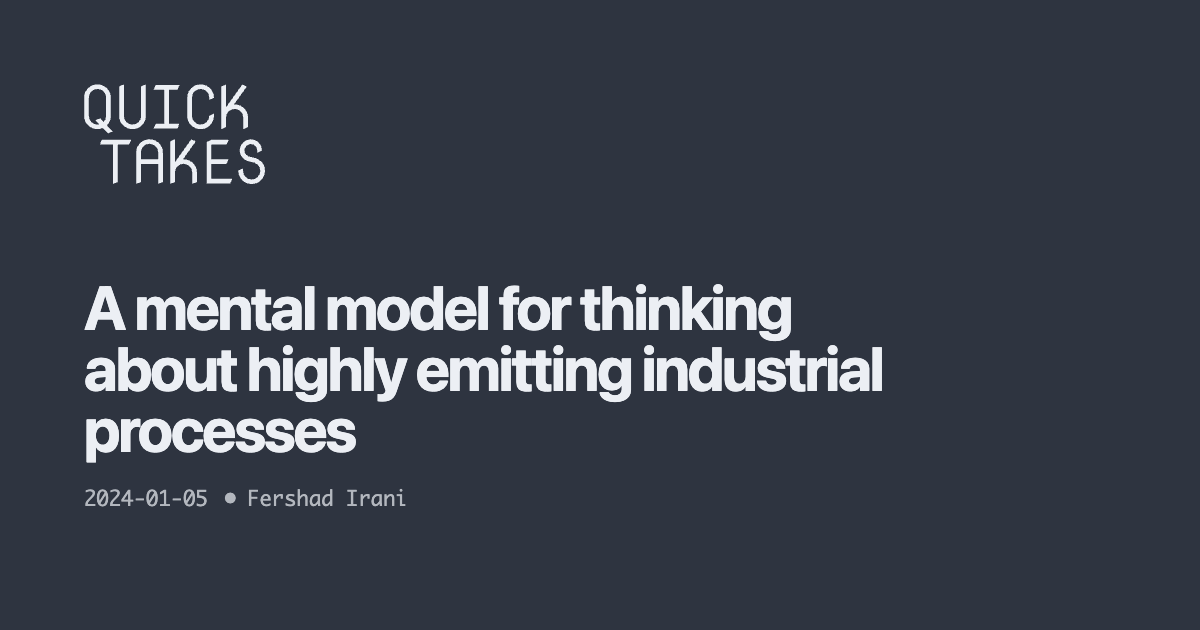 QUICK
TAKES
A mental model for thinking
about highly emitting industrial
processes
2024-01-05 • Fershad Irani